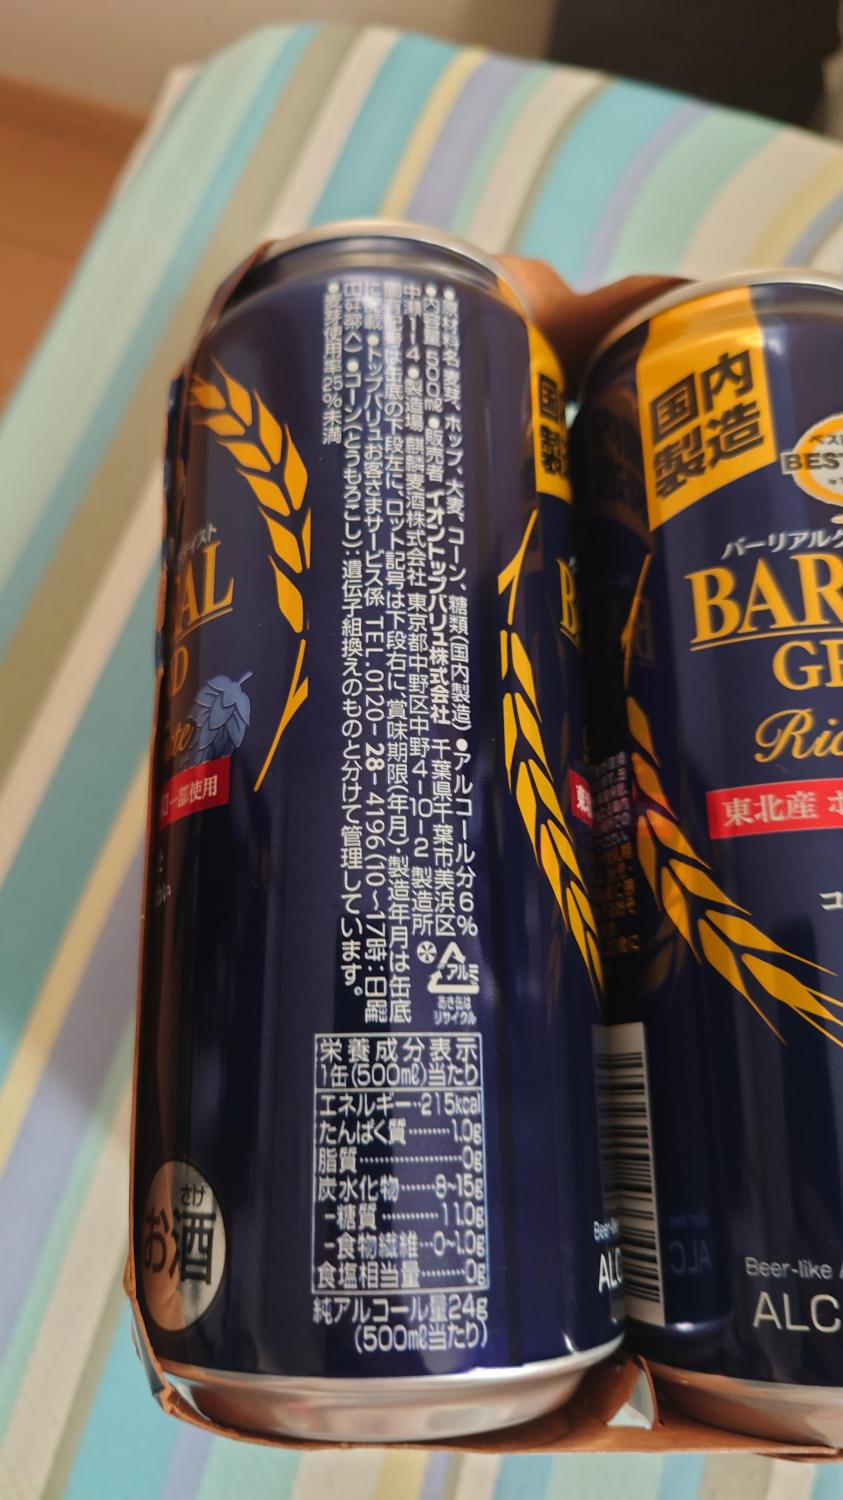 ●原材料名 麦芽、ホップ、大麦、コーン、糖類(国内製造) ●アルコール分6%
●内容量 500㎖ ●販売者 イオントップバリュ株式会社 千葉県千葉市美浜区
中瀬1-4 ●製造場 麒麟麦酒株式会社 東京都中野区中野4-10-2 製造所
の下段左に、ロット記号は下段右に、賞味期限(年月)・製造年月は缶底
に記載 ●トップバリュお客さまサービス係 TEL.0120-28-4196(10〜17時:日曜
日を除く) ●コーン(とうもろこし):遺伝子組換えのものと分けて管理しています。
●麦芽使用率25%未満
アルミ
あき缶は
リサイクル
栄養成分表示
1缶(500㎖)当たり
エネルギー…215kcal
たんぱく質………1.0g
脂質…………………0g
炭水化物……8~15g
-糖質…………11.0g
-食物繊維…0~1.0g
食塩相当量………0g
純アルコール量24g
(500㎖当たり)
さけ
お酒
一部使用
国内
製造
BEST
バーリアル
BAR
GR
Ric
東北産
Beer-like
ALC